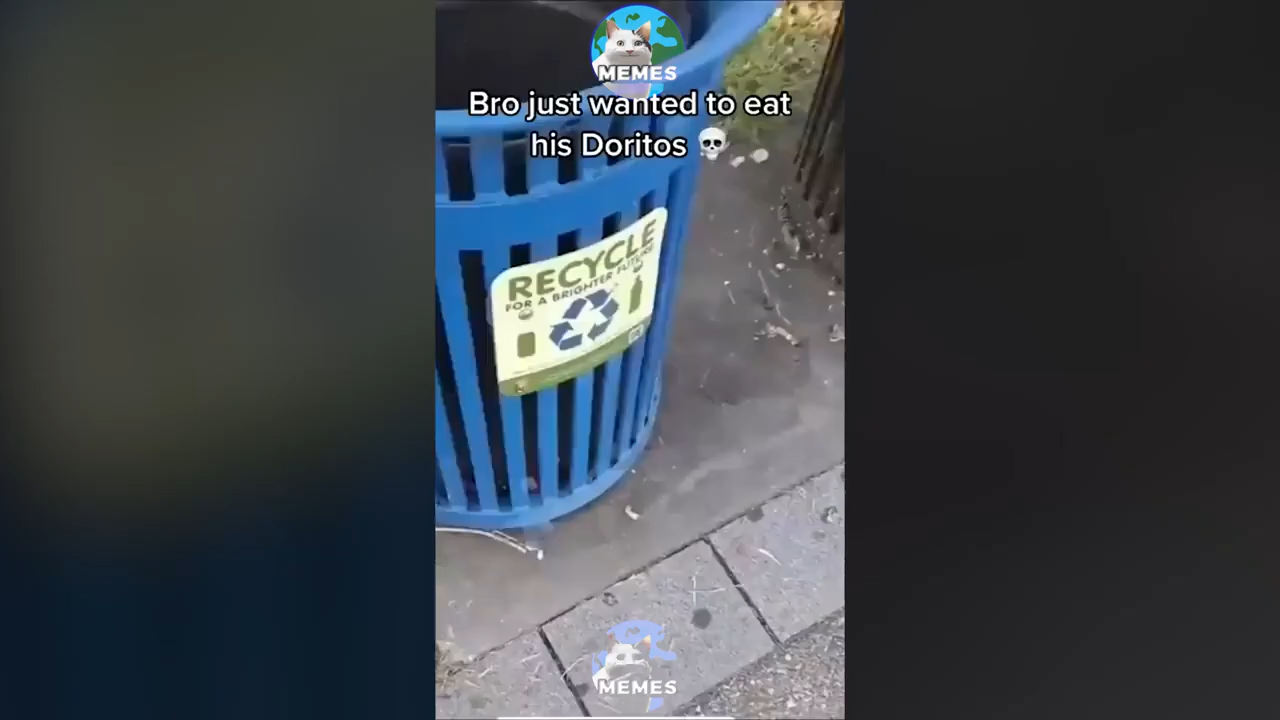 MEMES
Bro just wanted to eat
his Doritos 💀
RECYCLE
FOR A BRIGHTER FUTURE
MEMES